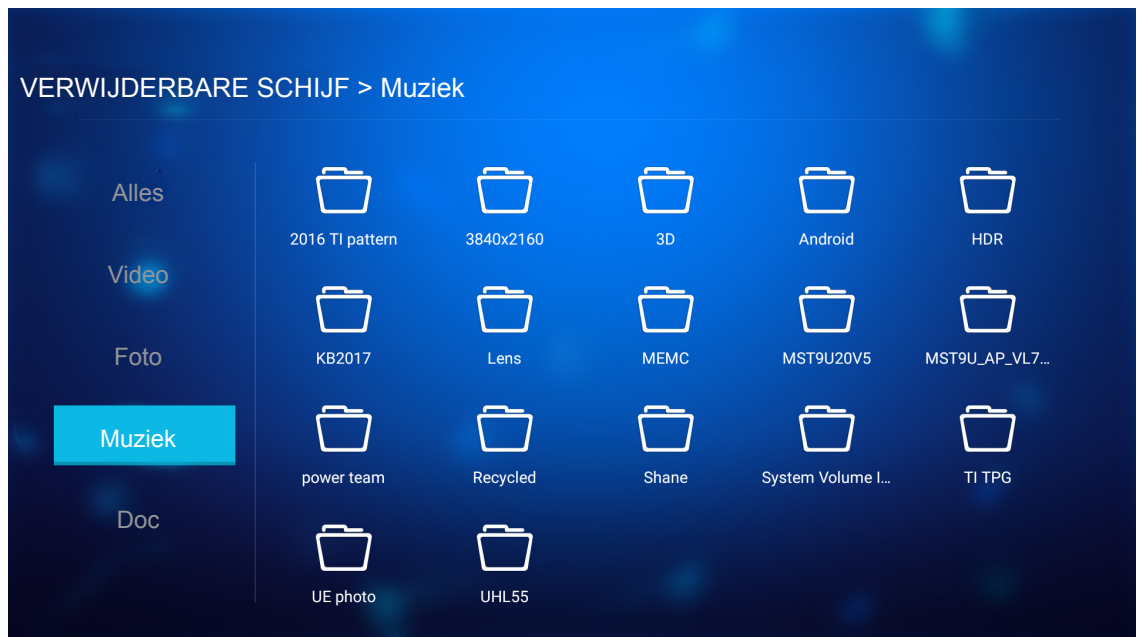 VERWIJDERBARE SCHIJF > Muziek
Alles
Video
Foto
Muziek
Doc
2016 TI pattern
3840x2160
3D
Android
HDR
KB2017
Lens
MEMC
MST9U20V5
MST9U_AP_VL7...
power team
Recycled
Shane
System Volume I...
TI TPG
UE photo
UHL55